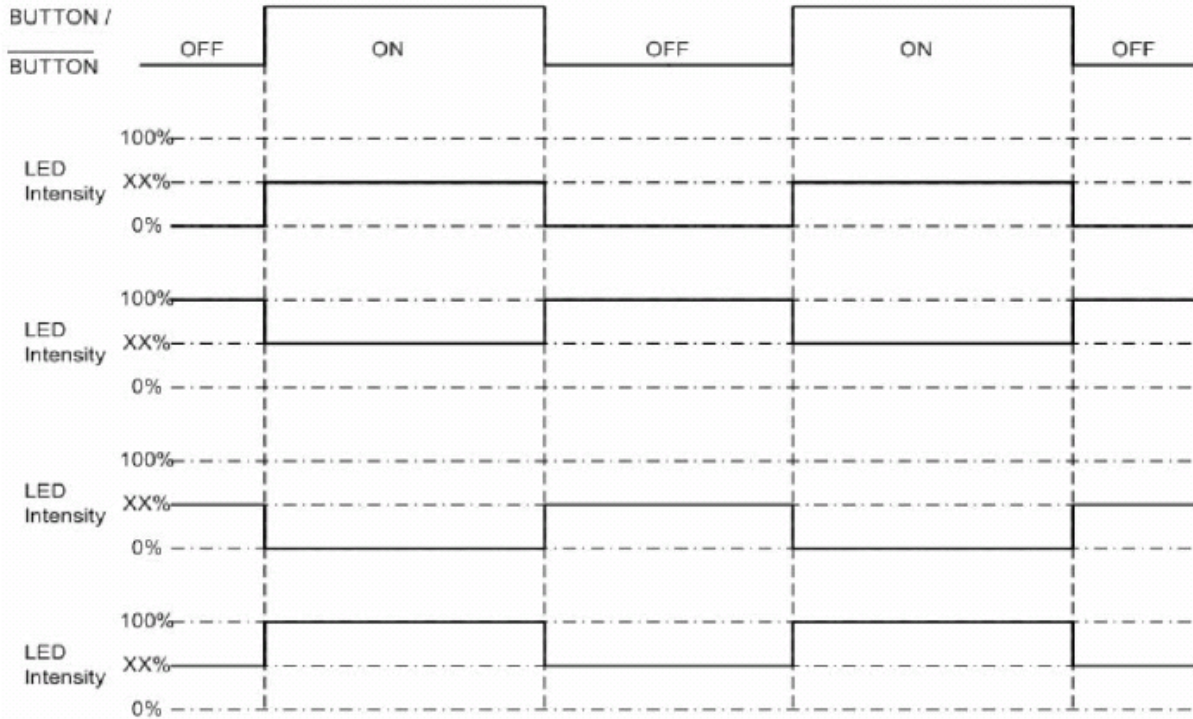 BUTTON /
BUTTON
OFF ON OFF ON OFF
100%
LED
Intensity
XX%
0%
100%
LED
Intensity
XX%
0%
100%
LED
Intensity
XX%
0%
100%
LED
Intensity
XX%
0%